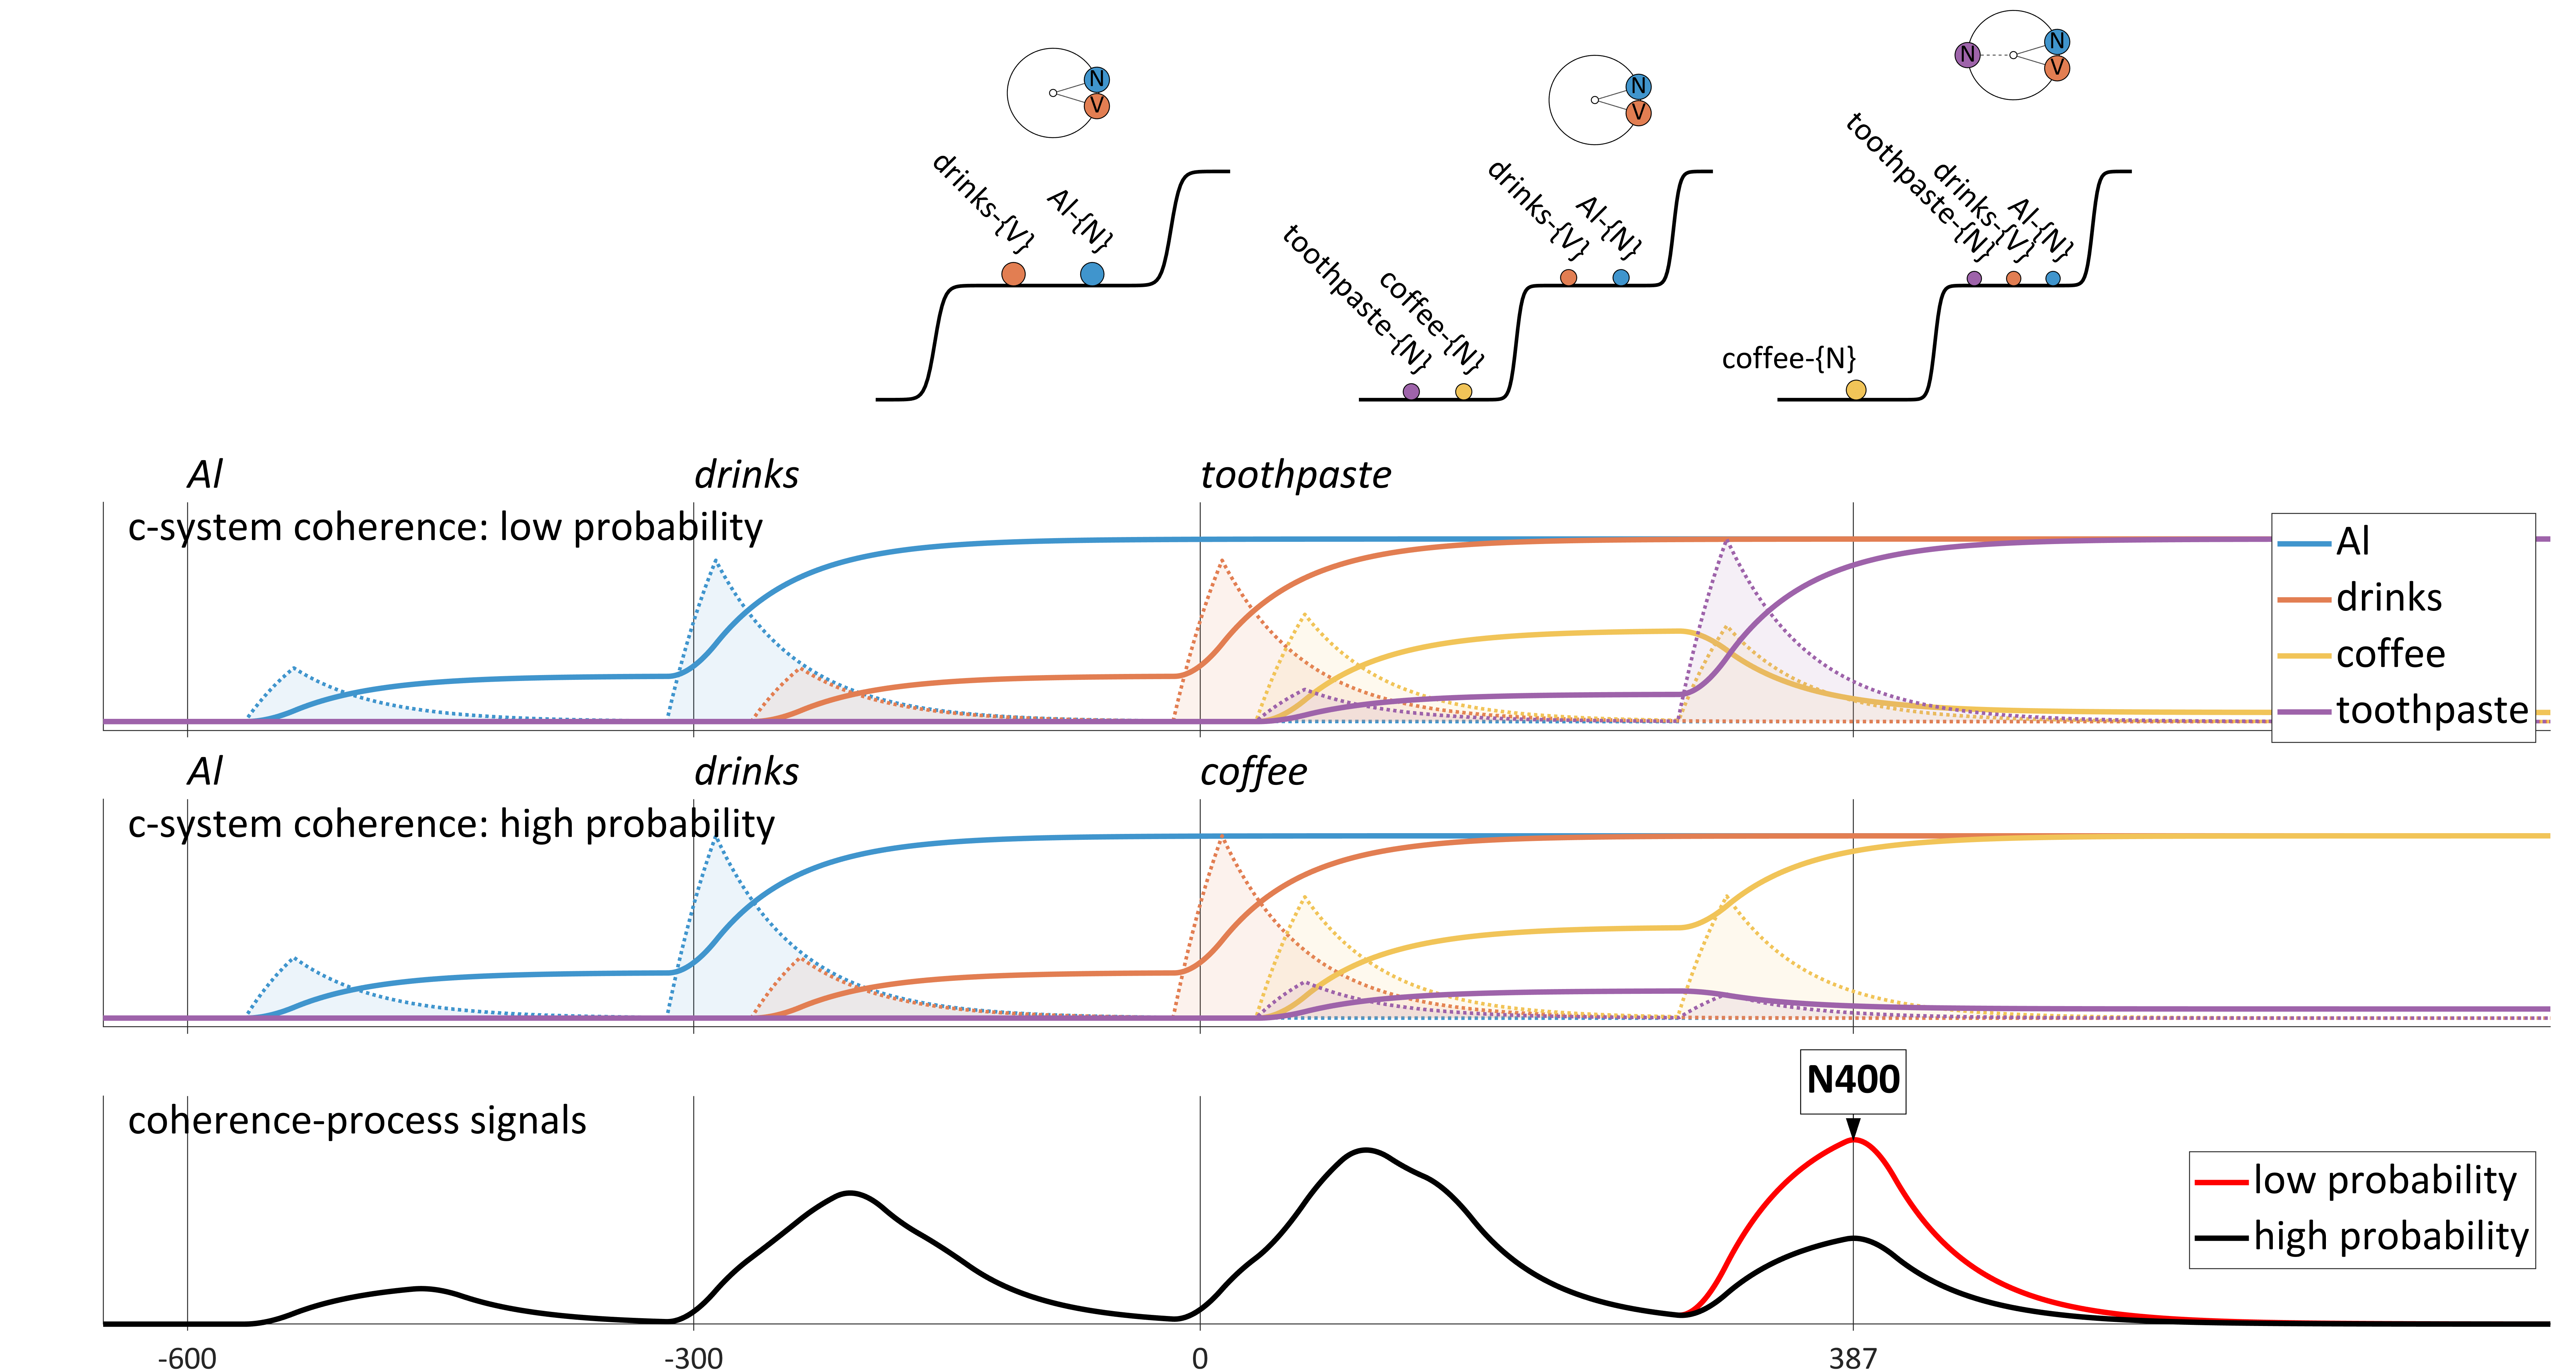 N
V
drinks-{V}
Al-{N}
N
V
toothpaste-{N}
coffee-{N}
drinks-{V}
Al-{N}
N
N
V
toothpaste-{N}
drinks-{V}
Al-{N}
coffee-{N}
Al
drinks
toothpaste
c-system coherence: low probability
Al
drinks
coffee
toothpaste
Al
drinks
coffee
c-system coherence: high probability
N400
coherence-process signals
low probability
high probability
-600
-300
0
387